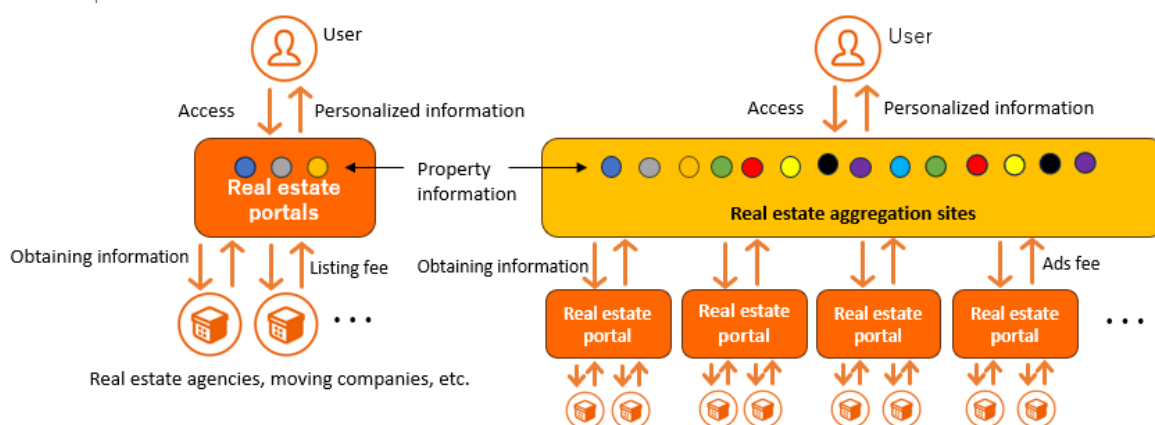 User
User
Access
Personalized information
Access
Personalized information
Property
information
Real estate
portals
Real estate aggregation sites
Obtaining information
Listing fee
Obtaining information
Ads fee
Real estate
portal
Real estate
portal
Real estate
portal
Real estate
portal
• • •
• • •
Real estate agencies, moving companies, etc.